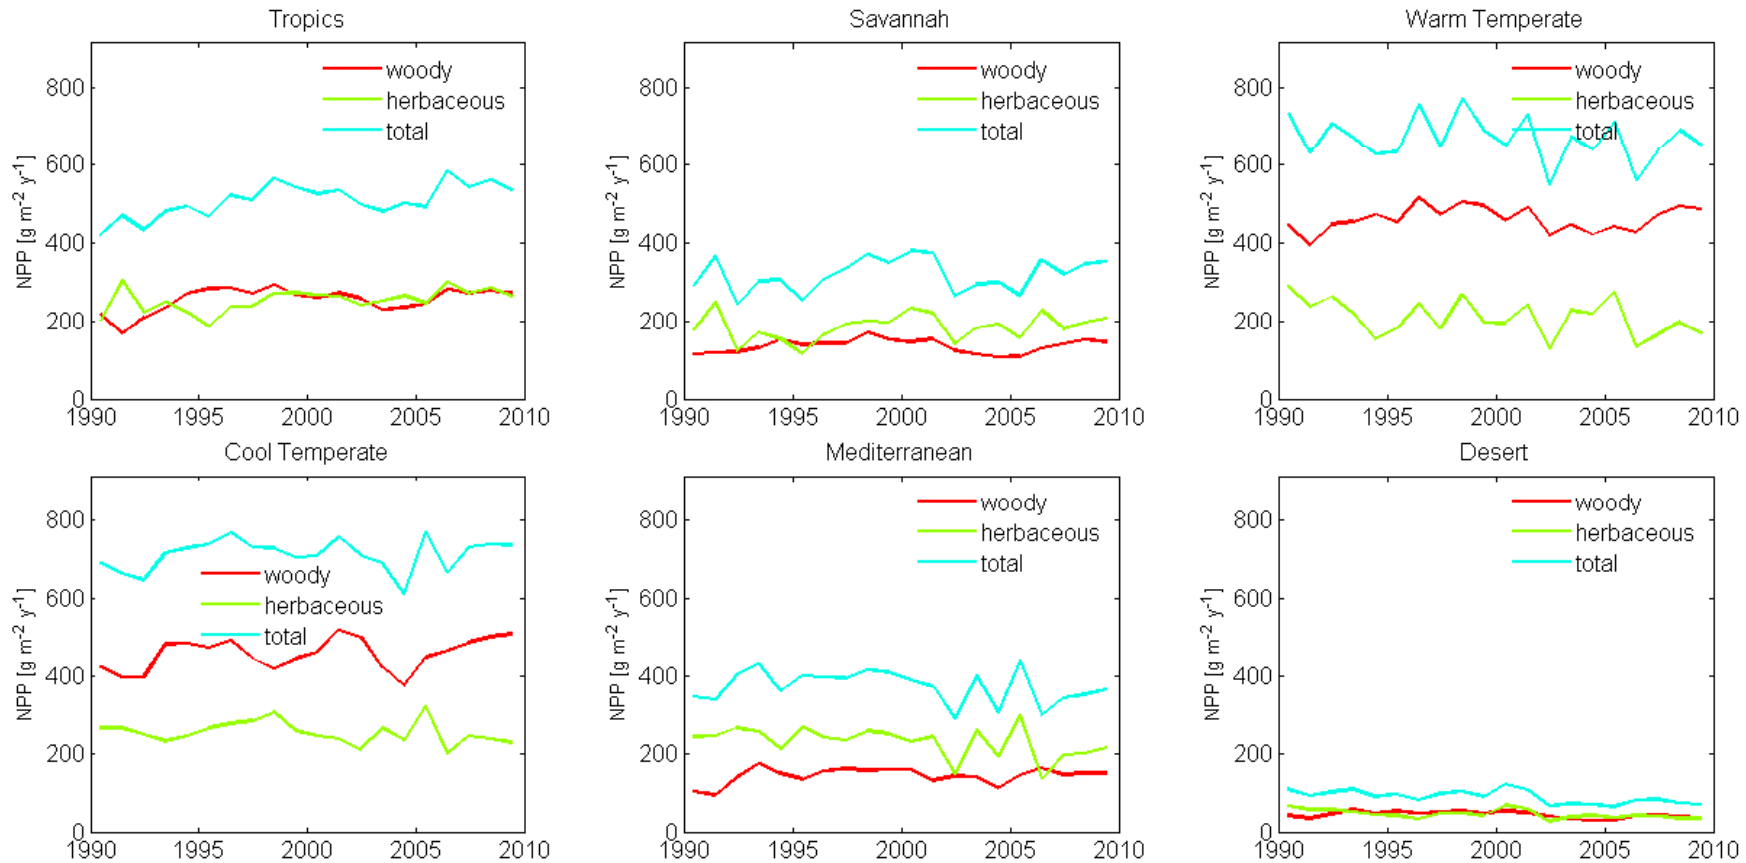 Tropics
NPP [g m-2 y-1]
800
600
400
200
0
woody
herbaceous
total
1990 1995 2000 2005 2010
Savannah
NPP [g m-2 y-1]
800
600
400
200
0
woody
herbaceous
total
1990 1995 2000 2005 2010
Warm Temperate
NPP [g m-2 y-1]
800
600
400
200
0
woody
herbaceous
total
1990 1995 2000 2005 2010
Cool Temperate
NPP [g m-2 y-1]
800
600
400
200
0
woody
herbaceous
total
1990 1995 2000 2005 2010
Mediterranean
NPP [g m-2 y-1]
800
600
400
200
0
woody
herbaceous
total
1990 1995 2000 2005 2010
Desert
NPP [g m-2 y-1]
800
600
400
200
0
woody
herbaceous
total
1990 1995 2000 2005 2010